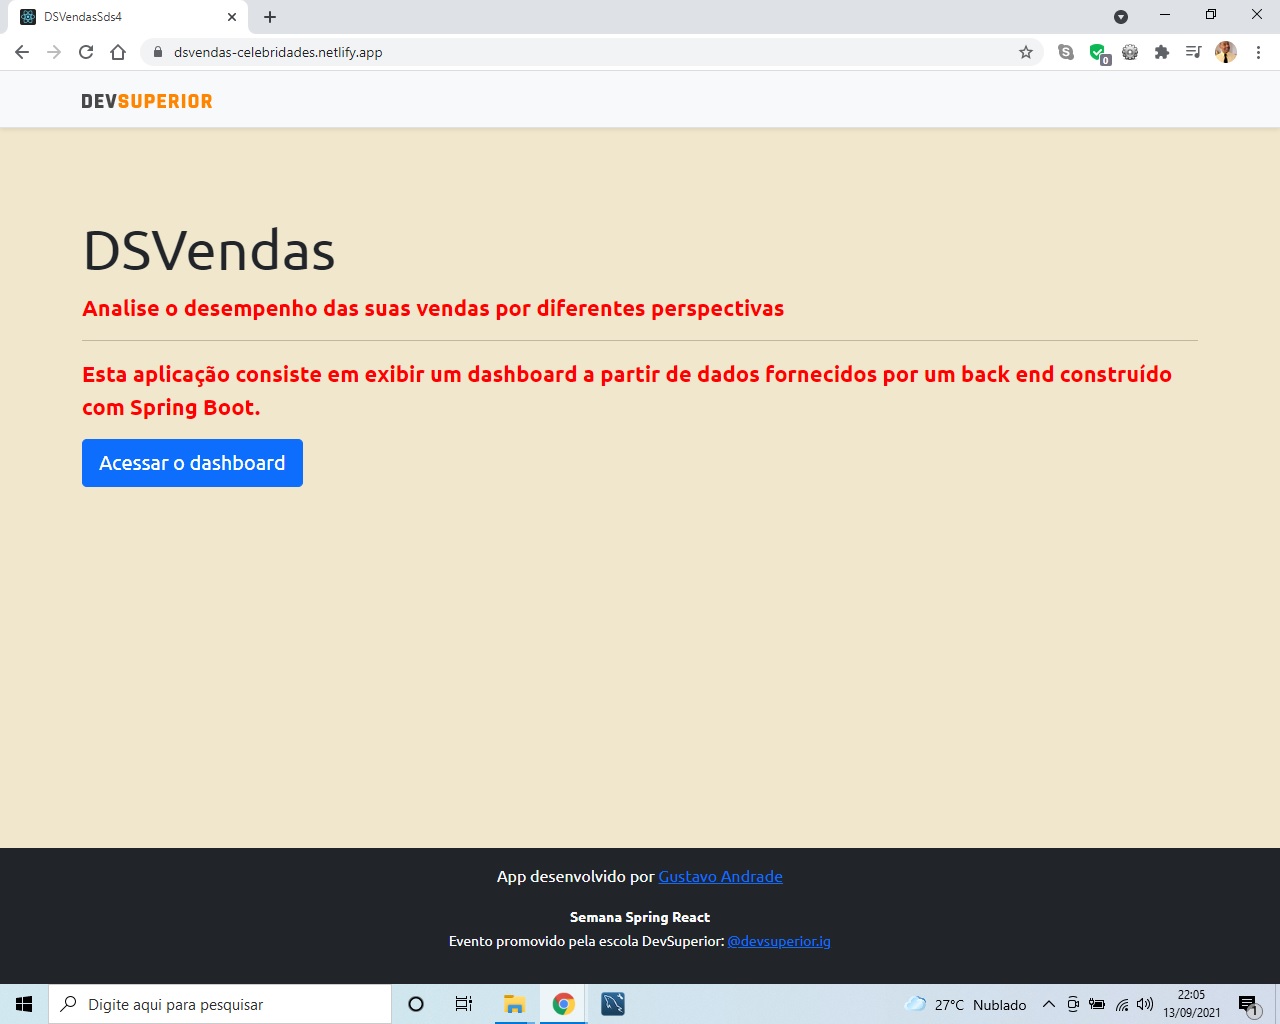 DSVendasSds4
dsvendas-celebridades.netlify.app
0
DEVSUPERIOR
DSVendas
Analise o desempenho das suas vendas por diferentes perspectivas
Esta aplicação consiste em exibir um dashboard a partir de dados fornecidos por um back end construído
com Spring Boot.
Acessar o dashboard
App desenvolvido por Gustavo Andrade
Semana Spring React
Evento promovido pela escola DevSuperior: @devsuperior.ig
Digite aqui para pesquisar
27°C Nublado
22:05
13/09/2021
1